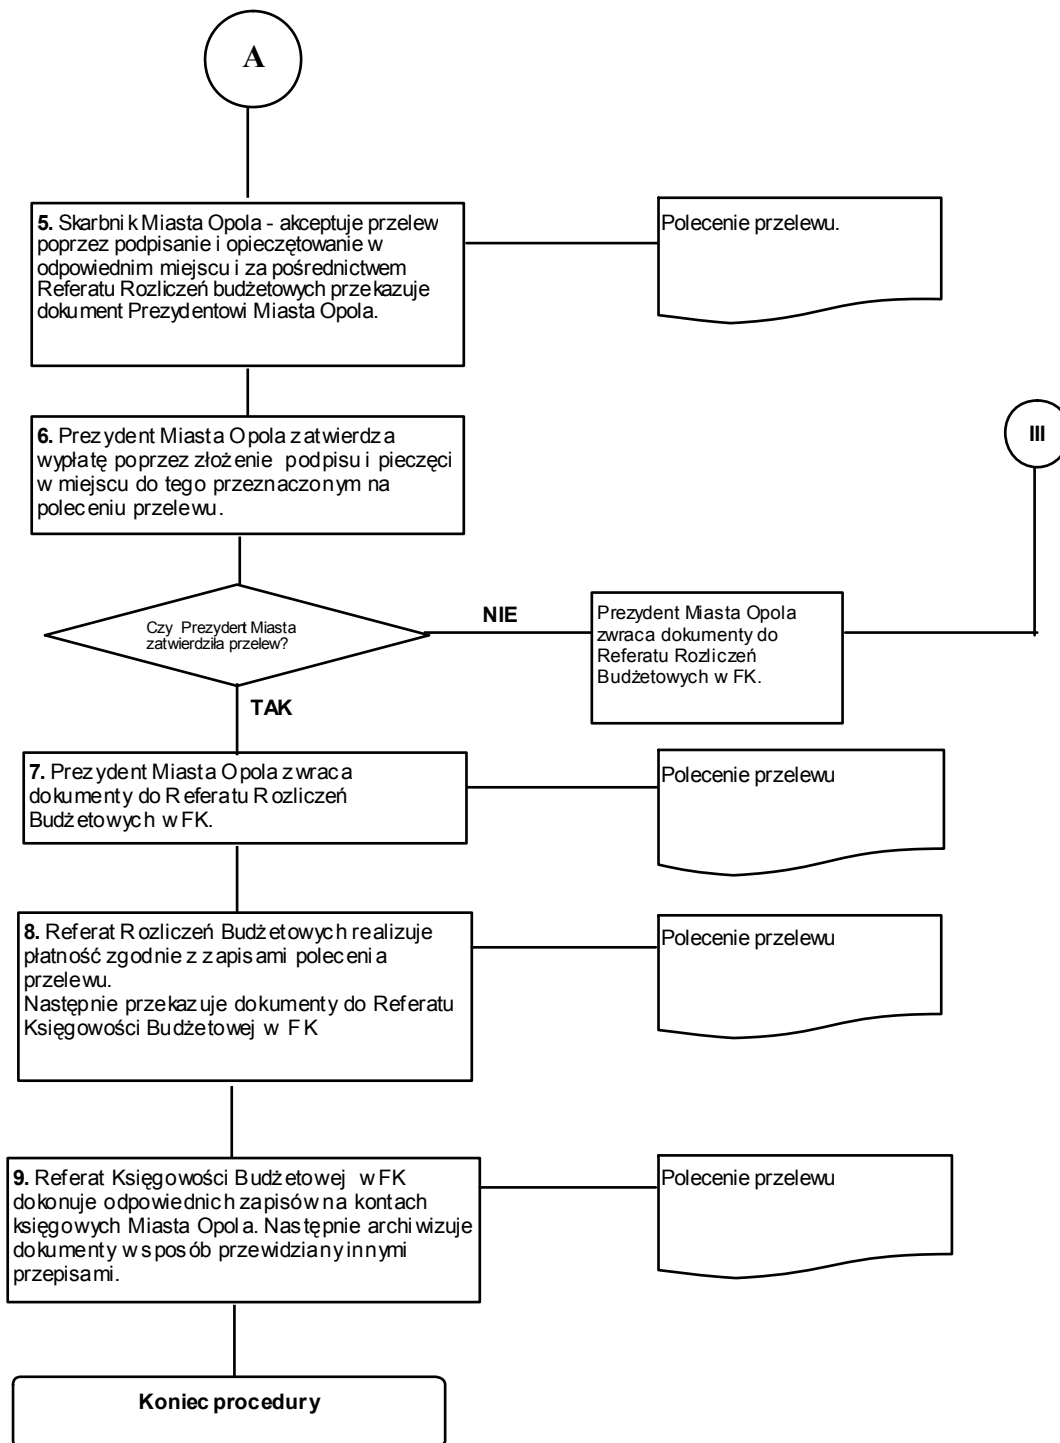 A
5. Skarbnik Miasta Opola - akceptuje przelew
poprzez podpisanie i opieczętowanie w
odpowiednim miejscu i za pośrednictwem
Referatu Rozliczeń budżetowych przekazuje
dokument Prezydentowi Miasta Opola.
Polecenie przelewu.
6. Prezydent Miasta Opola zatwierdza
wypłatę poprzez złożenie podpisu i pieczęci
w miejscu do tego przeznaczonym na
poleceniu przelewu.
III
Czy Prezydent Miasta
zatwierdziła przelew?
NIE
Prezydent Miasta Opola
zwraca dokumenty do
Referatu Rozliczeń
Budżetowych w FK.
TAK
7. Prezydent Miasta Opola zwraca
dokumenty do Referatu Rozliczeń
Budżetowych w FK.
Polecenie przelewu
8. Referat Rozliczeń Budżetowych realizuje
płatność zgodnie z zapisami polecenia
przelewu.
Następnie przekazuje dokumenty do Referatu
Księgowości Budżetowej w FK
Polecenie przelewu
9. Referat Księgowości Budżetowej w FK
dokonuje odpowiednich zapisów na kontach
księgowych Miasta Opola. Następnie archiwizuje
dokumenty w sposób przewidziany innymi
przepisami.
Polecenie przelewu
Koniec procedury